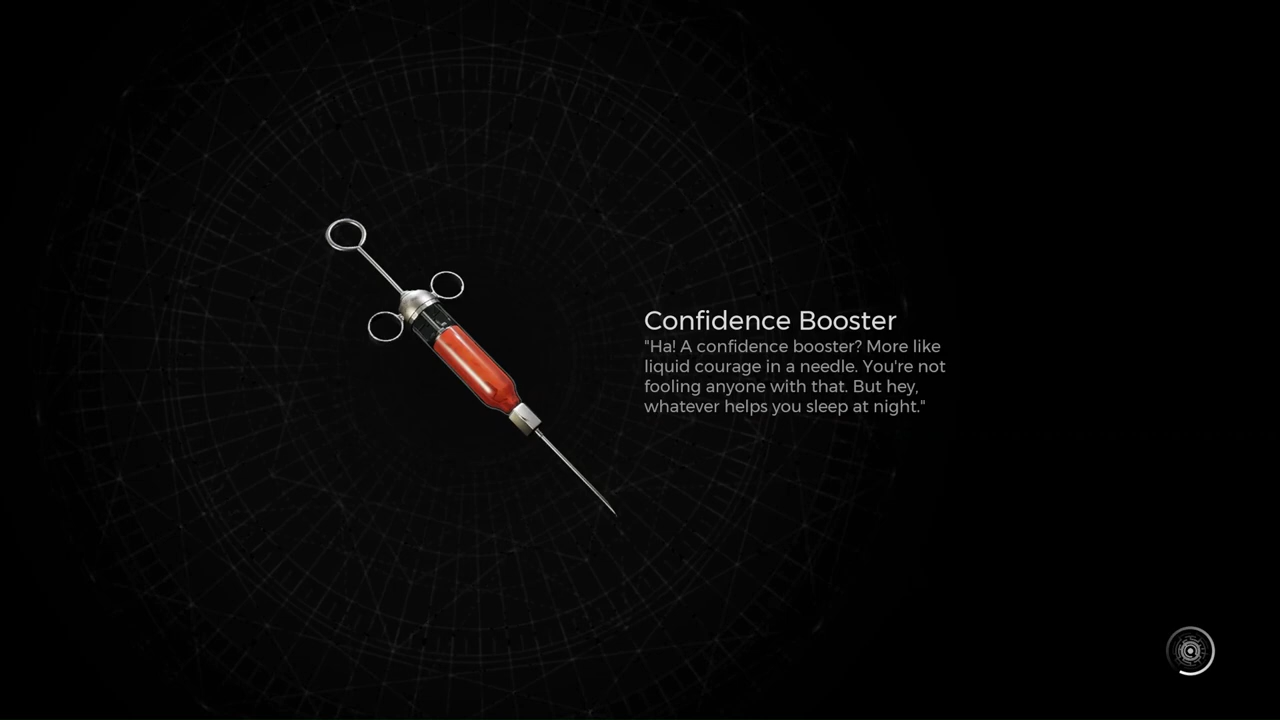 Confidence Booster
"Ha! A confidence booster? More like
liquid courage in a needle. You're not
fooling anyone with that. But hey,
whatever helps you sleep at night."